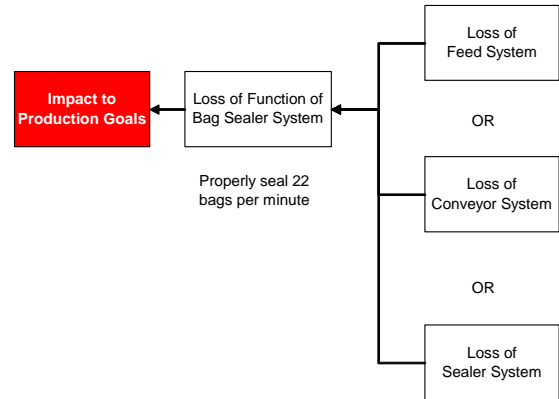 Impact to
Production Goals
Loss of Function of
Bag Sealer System
Properly seal 22
bags per minute
Loss of
Feed System
OR
Loss of
Conveyor System
OR
Loss of
Sealer System